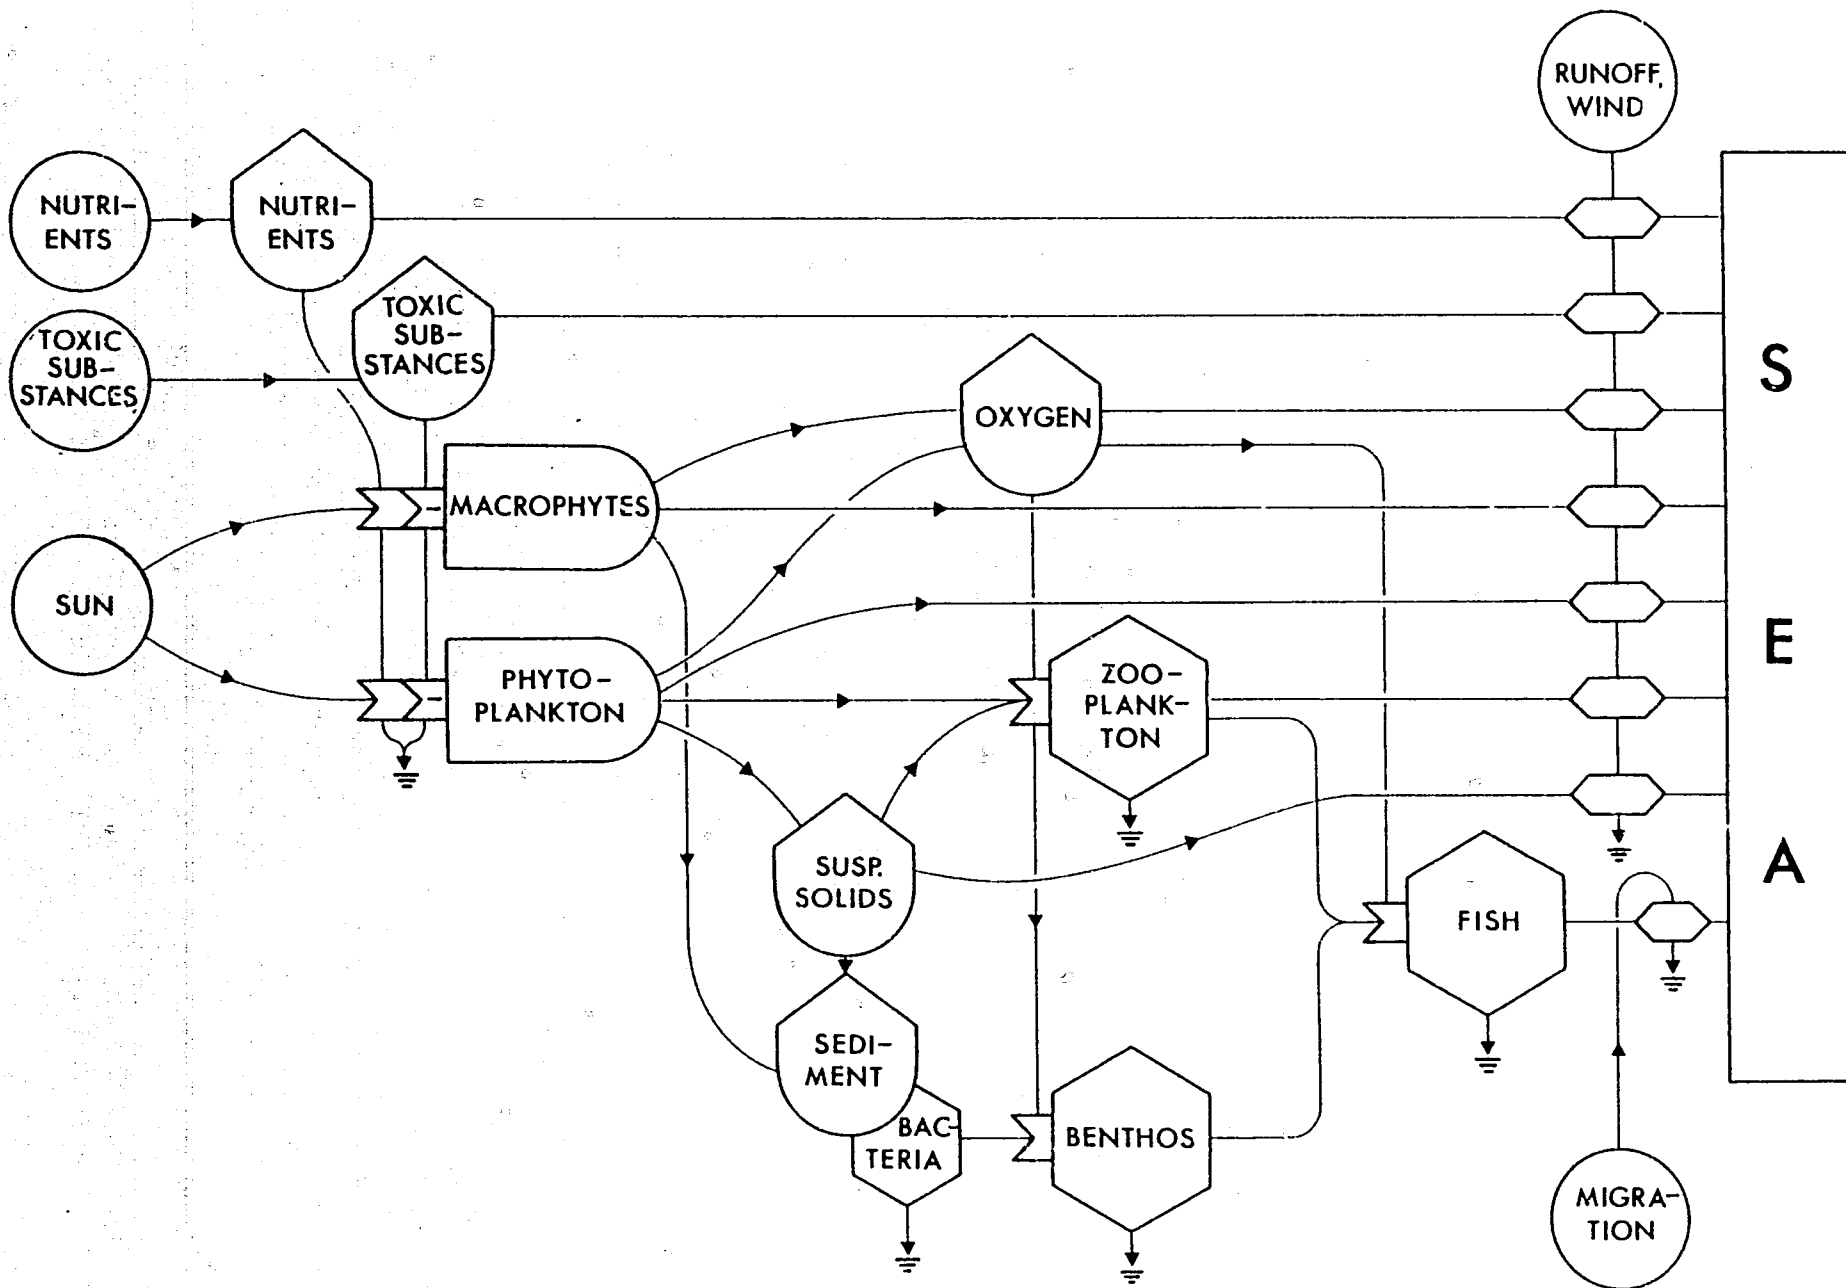 RUNOFF,
WIND
NUTRI-
ENTS
NUTRI-
ENTS
TOXIC
SUB-
STANCES
TOXIC
SUB-
STANCES
S
OXYGEN
MACROPHYTES
SUN
E
PHYTO-
PLANKTON
ZOO-
PLANK-
TON
A
SUSP.
SOLIDS
FISH
SEDI-
MENT
BAC-
TERIA
BENTHOS
MIGRA-
TION